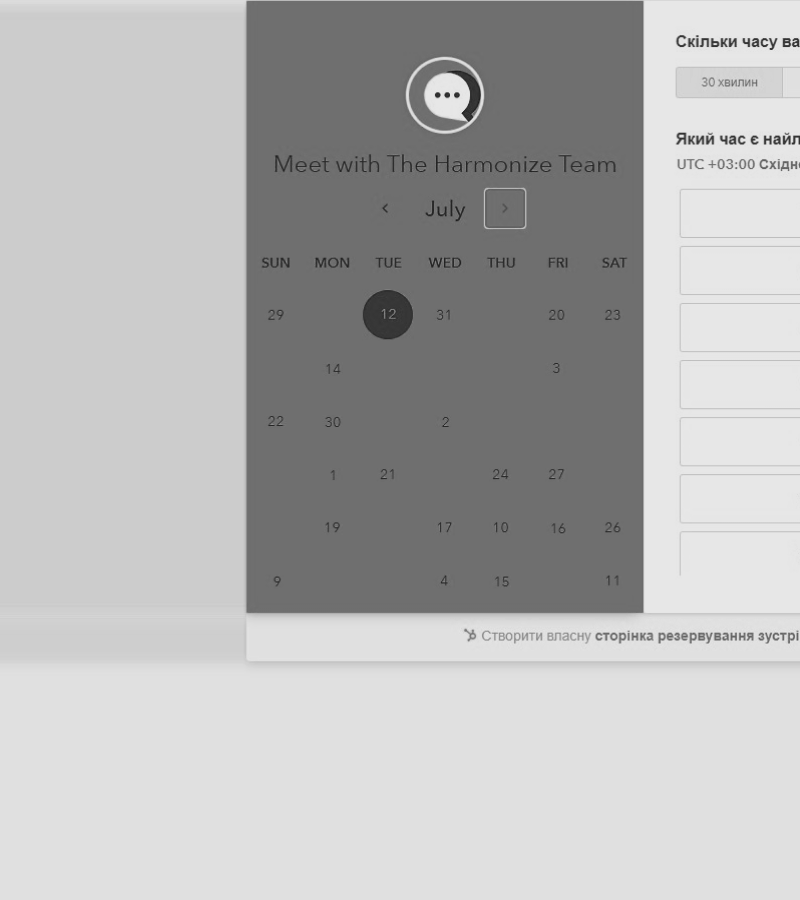 Meet with The Harmonize Team
July
SUN MON TUE WED THU FRI SAT
29 12 31 20 23
14 3
22 30 2
1 21 24 27
19 17 10 16 26
9 4 15 11
Скільки часу ва
30 хвилин
Який час є найл
UTC +03:00 Східн
Створити власну сторінка резервування зустрі